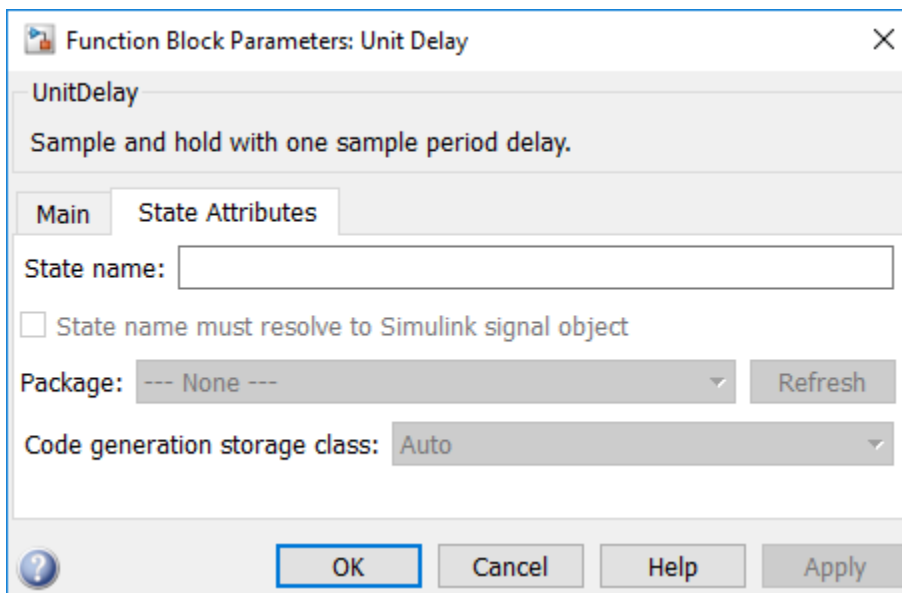 Function Block Parameters: Unit Delay
UnitDelay
Sample and hold with one sample period delay.
Main State Attributes
State name:
State name must resolve to Simulink signal object
Package: --- None --- Refresh
Code generation storage class: Auto
? OK Cancel Help Apply